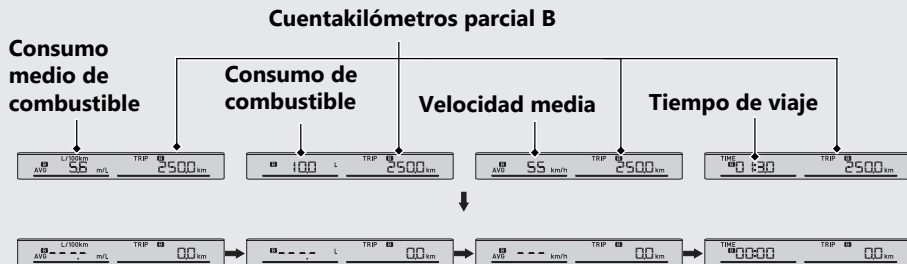 Cuentakilómetros parcial B
Consumo
medio de
combustible
Consumo de
combustible
Velocidad media
Tiempo de viaje
L/100km TRIP B
B AVG 5.6 m/L 250.0 km
B 10.0 L TRIP B 250.0 km
B AVG 55 km/h TRIP B 250.0 km
TIME TRIP B
B 01:30 250.0 km
L/100km TRIP B
B AVG --.- m/L 0.0 km
B ---.- L TRIP B 0.0 km
B AVG --- km/h TRIP B 0.0 km
TIME TRIP B
B 00:00 0.0 km